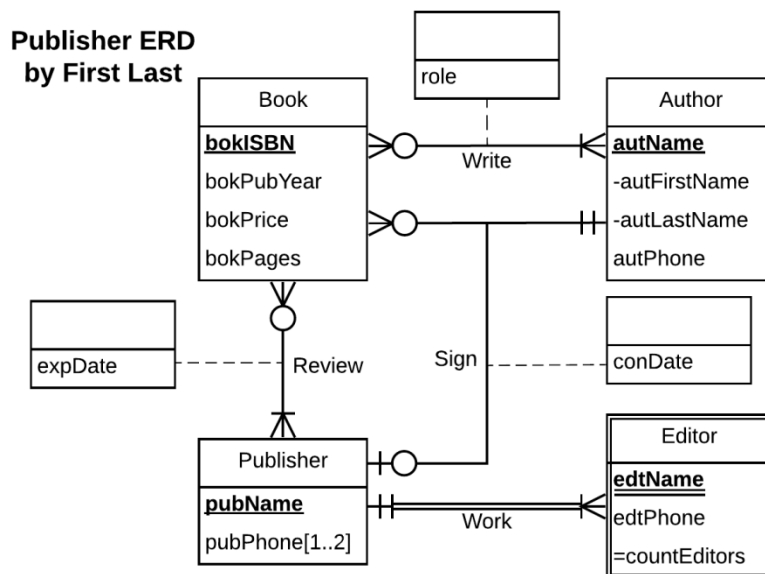 Publisher ERD
by First Last
role
Book
bokISBN
bokPubYear
bokPrice
bokPages
Write
Author
autName
-autFirstName
-autLastName
autPhone
expDate
Review
Sign
conDate
Publisher
pubName
pubPhone[1..2]
Work
Editor
edtName
edtPhone
=countEditors